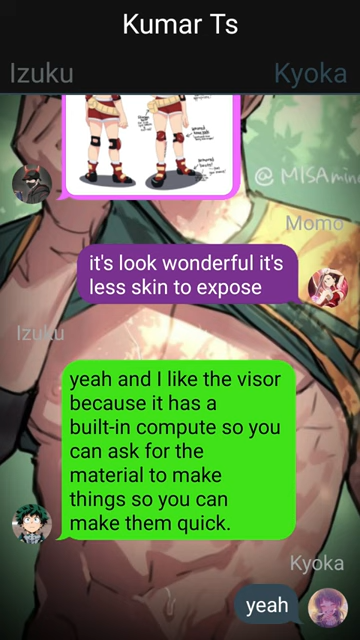 Kumar Ts
Izuku
Kyoka
@MISAmine
Momo
it's look wonderful it's
less skin to expose
Izuku
yeah and I like the visor
because it has a
built-in compute so you
can ask for the
material to make
things so you can
make them quick.
Kyoka
yeah